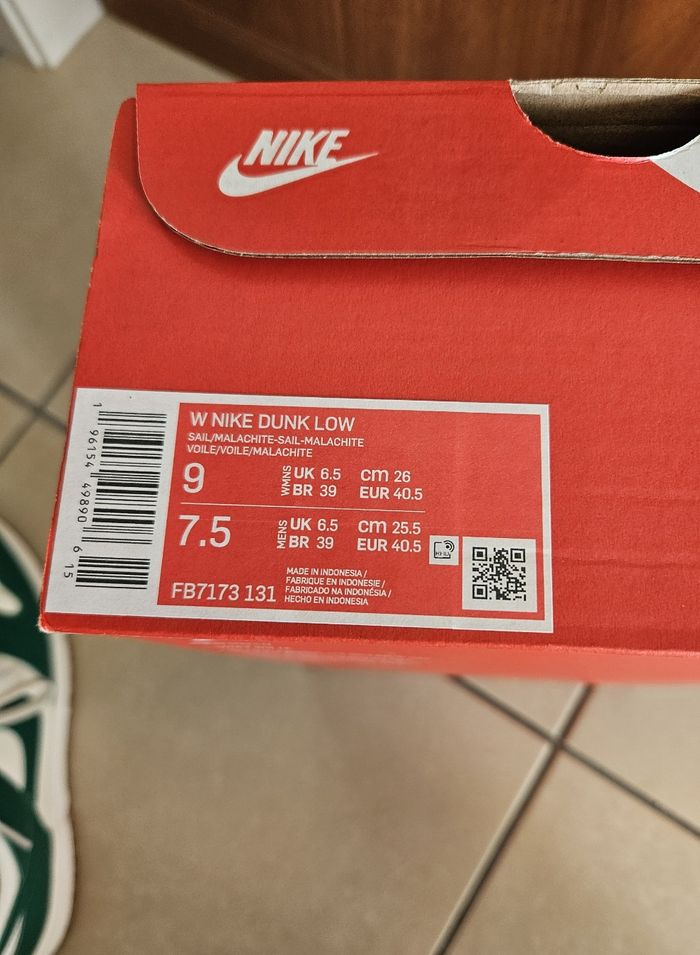 NIKE
W NIKE DUNK LOW
SAIL/MALACHITE-SAIL-MALACHITE
VOILE/VOILE/MALACHITE
9 WMNS UK 6.5 cm 26
BR 39 EUR 40.5
7.5 MENS UK 6.5 cm 25.5
BR 39 EUR 40.5
MADE IN INDONESIA /
FABRIQUE EN INDONESIE/
FABRICADO NA INDONÉSIA /
HECHO EN INDONESIA
FB7173 131
1 96154 49890 6 15